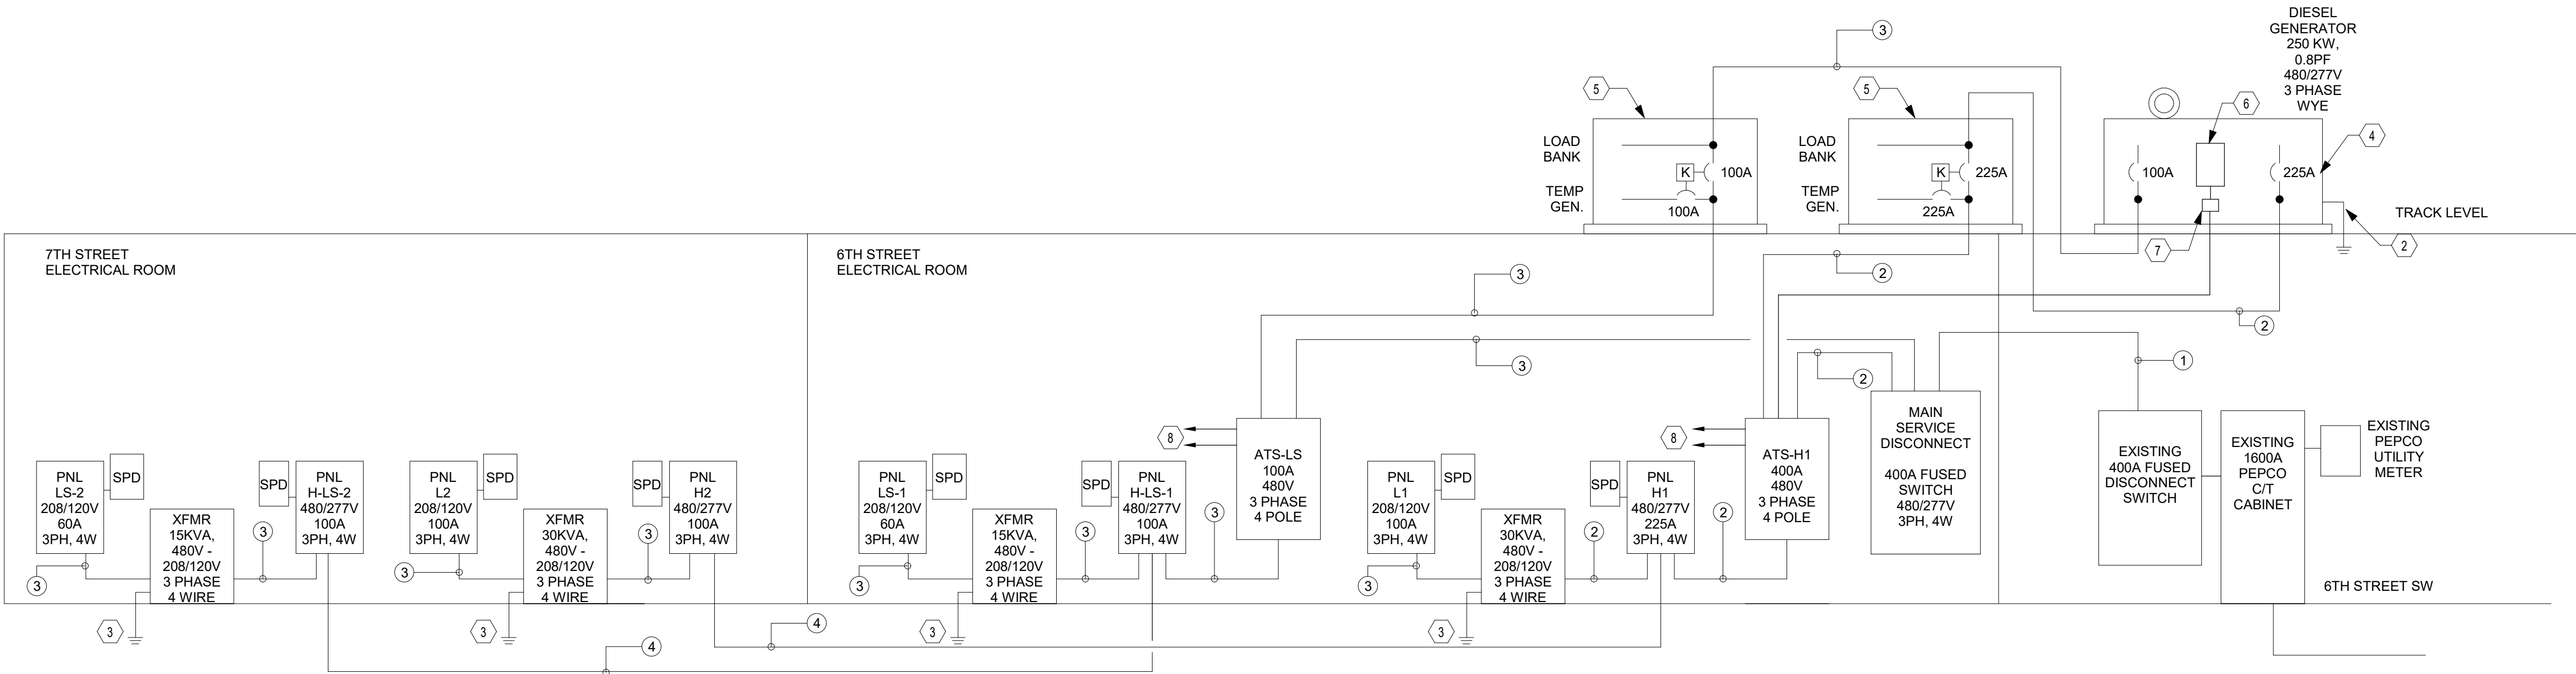 DIESEL
GENERATOR
250 KW,
0.8PF
480/277V
3 PHASE
WYE
3
5
5
6
4
LOAD
BANK
K
100A
TEMP
GEN.
100A
LOAD
BANK
K
225A
TEMP
GEN.
225A
100A
225A
7
2
TRACK LEVEL
7TH STREET
ELECTRICAL ROOM
6TH STREET
ELECTRICAL ROOM
3
2
2
3
2
1
PNL
LS-2
208/120V
60A
3PH, 4W
SPD
3
XFMR
15KVA,
480V -
208/120V
3 PHASE
4 WIRE
3
3
SPD
PNL
H-LS-2
480/277V
100A
3PH, 4W
PNL
L2
208/120V
100A
3PH, 4W
SPD
3
XFMR
30KVA,
480V -
208/120V
3 PHASE
4 WIRE
3
3
SPD
PNL
H2
480/277V
100A
3PH, 4W
PNL
LS-1
208/120V
60A
3PH, 4W
SPD
3
XFMR
15KVA,
480V -
208/120V
3 PHASE
4 WIRE
3
3
SPD
PNL
H-LS-1
480/277V
100A
3PH, 4W
3
8
ATS-LS
100A
480V
3 PHASE
4 POLE
PNL
L1
208/120V
100A
3PH, 4W
SPD
3
XFMR
30KVA,
480V -
208/120V
3 PHASE
4 WIRE
3
2
SPD
PNL
H1
480/277V
225A
3PH, 4W
2
8
ATS-H1
400A
480V
3 PHASE
4 POLE
MAIN
SERVICE
DISCONNECT
400A FUSED
SWITCH
480/277V
3PH, 4W
EXISTING
400A FUSED
DISCONNECT
SWITCH
EXISTING
1600A
PEPCO
C/T
CABINET
EXISTING
PEPCO
UTILITY
METER
6TH STREET SW
4
4